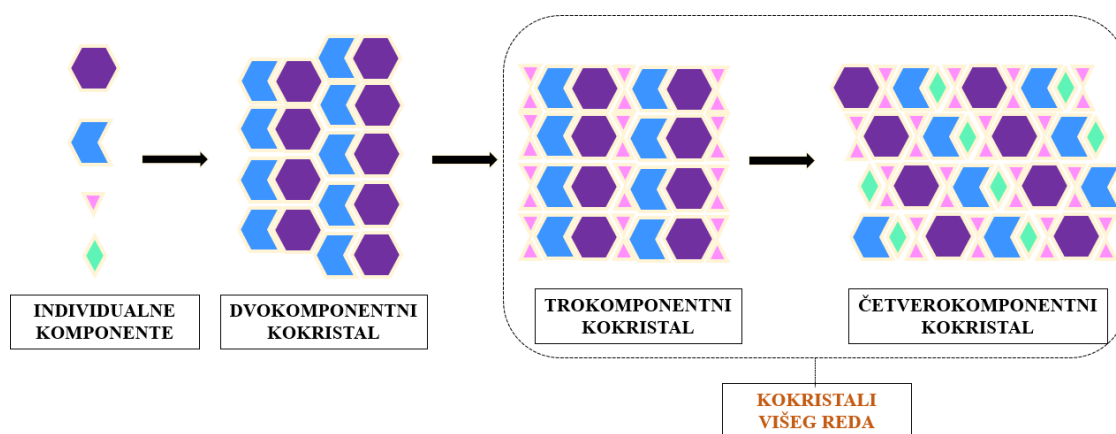 INDIVIDUALNE
KOMPONENTE
DVOKOMPONENTNI
KOKRISTAL
TROKOMPONENTNI
KOKRISTAL
ČETVEROKOMPONENTNI
KOKRISTAL
KOKRISTALI
VIŠEG REDA